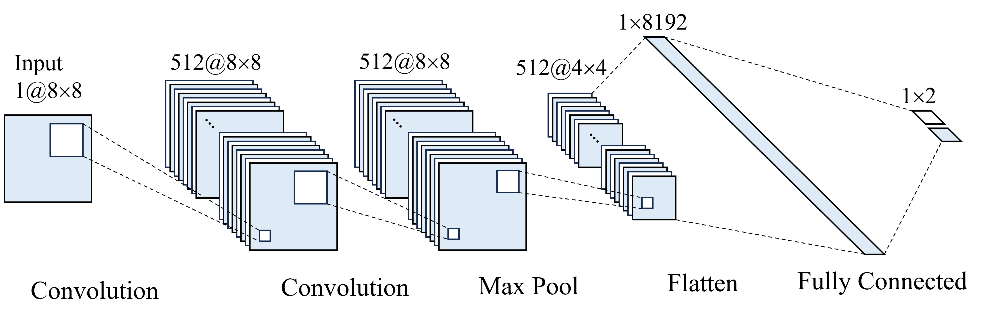 Input
1@8×8
512@8×8
512@8×8
512@4×4
1×8192
1×2
Convolution
Convolution
Max Pool
Flatten
Fully Connected